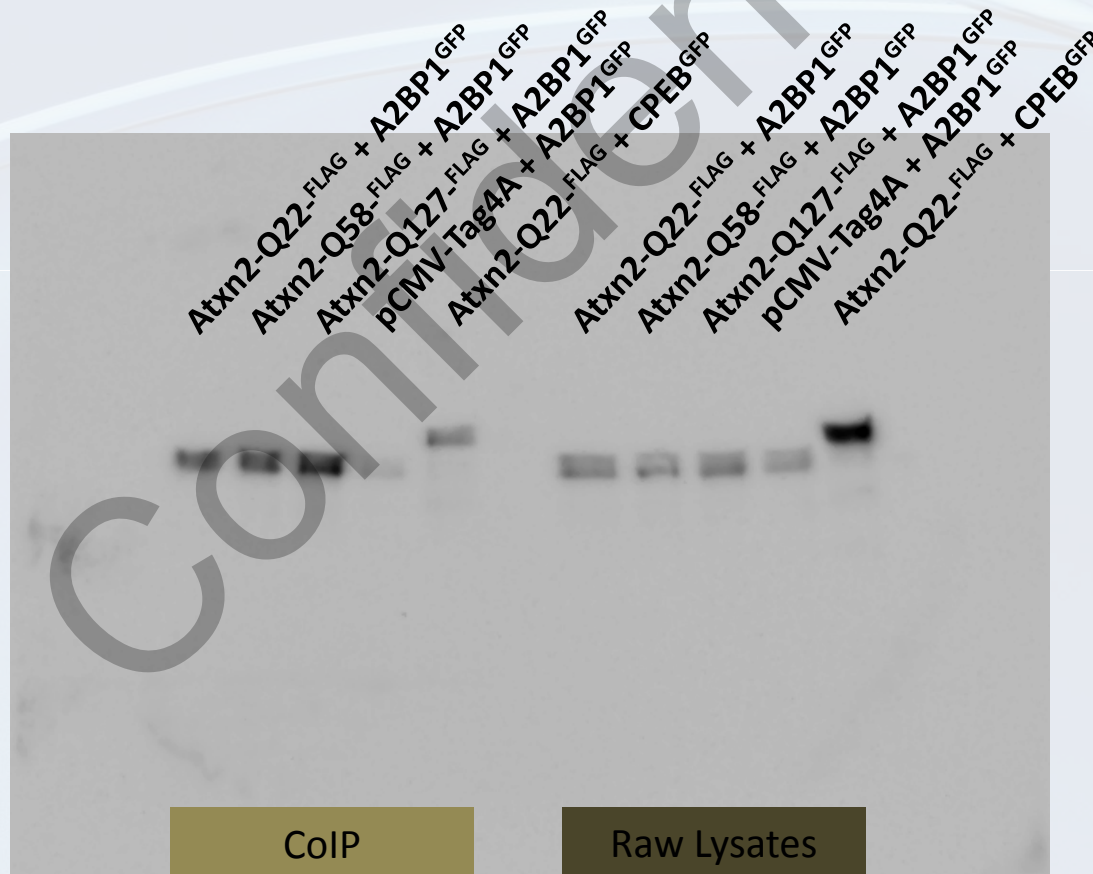 Atxn2-Q22-FLAG + A2BP1GFP
Atxn2-Q58-FLAG + A2BP1GFP
Atxn2-Q127-FLAG + A2BP1GFP
pCMV-Tag4A + A2BP1GFP
Atxn2-Q22-FLAG + CPEBGFP
Atxn2-Q22-FLAG + A2BP1GFP
Atxn2-Q58-FLAG + A2BP1GFP
Atxn2-Q127-FLAG + A2BP1GFP
pCMV-Tag4A + A2BP1GFP
Atxn2-Q22-FLAG + CPEBGFP
Confiden
CoIP
Raw Lysates